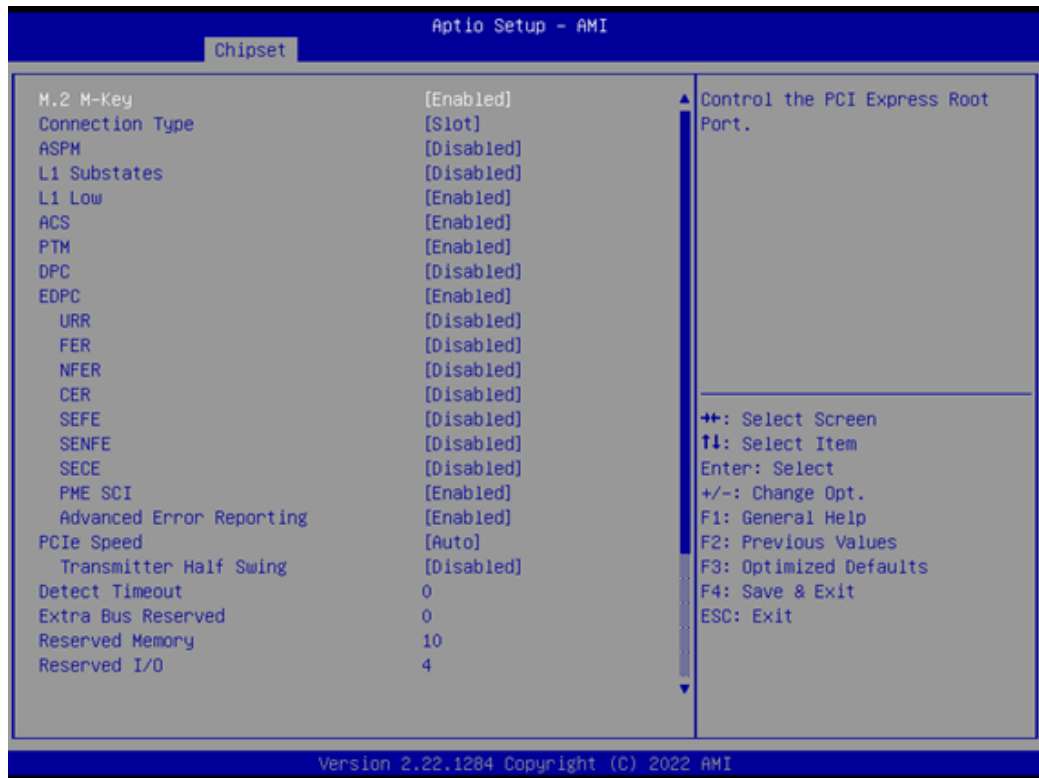 Aptio Setup – AMI
Chipset
M.2 M-Key [Enabled]
Connection Type [Slot]
ASPM [Disabled]
L1 Substates [Disabled]
L1 Low [Enabled]
ACS [Enabled]
PTM [Enabled]
DPC [Disabled]
EDPC [Enabled]
URR [Disabled]
FER [Disabled]
NFER [Disabled]
CER [Disabled]
SEFE [Disabled]
SENFE [Disabled]
SECE [Disabled]
PME SCI [Enabled]
Advanced Error Reporting [Enabled]
PCIe Speed [Auto]
Transmitter Half Swing [Disabled]
Detect Timeout 0
Extra Bus Reserved 0
Reserved Memory 10
Reserved I/O 4
Control the PCI Express Root
Port.
→←: Select Screen
↑↓: Select Item
Enter: Select
+/-: Change Opt.
F1: General Help
F2: Previous Values
F3: Optimized Defaults
F4: Save & Exit
ESC: Exit
Version 2.22.1284 Copyright (C) 2022 AMI